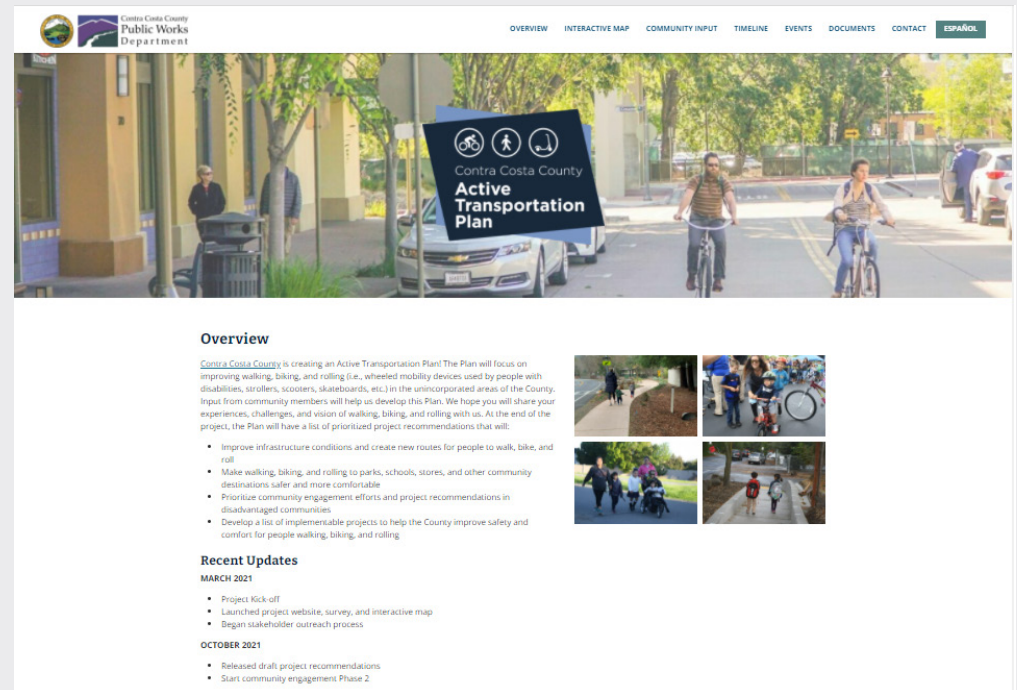 Contra Costa County
Public Works
Department
OVERVIEW INTERACTIVE MAP COMMUNITY INPUT TIMELINE EVENTS DOCUMENTS CONTACT ESPAÑOL
Contra Costa County
Active
Transportation
Plan
Overview
Contra Costa County is creating an Active Transportation Plan! The Plan will focus on
improving walking, biking, and rolling (i.e., wheeled mobility devices used by people with
disabilities, strollers, scooters, skateboards, etc.) in the unincorporated areas of the County.
Input from community members will help us develop this Plan. We hope you will share your
experiences, challenges, and vision of walking, biking, and rolling with us. At the end of the
project, the Plan will have a list of prioritized project recommendations that will:
▪ Improve infrastructure conditions and create new routes for people to walk, bike, and
roll
▪ Make walking, biking, and rolling to parks, schools, stores, and other community
destinations safer and more comfortable
▪ Prioritize community engagement efforts and project recommendations in
disadvantaged communities
▪ Develop a list of implementable projects to help the County improve safety and
comfort for people walking, biking, and rolling
Recent Updates
MARCH 2021
▪ Project Kick-off
▪ Launched project website, survey, and interactive map
▪ Began stakeholder outreach process
OCTOBER 2021
▪ Released draft project recommendations
▪ Start community engagement Phase 2